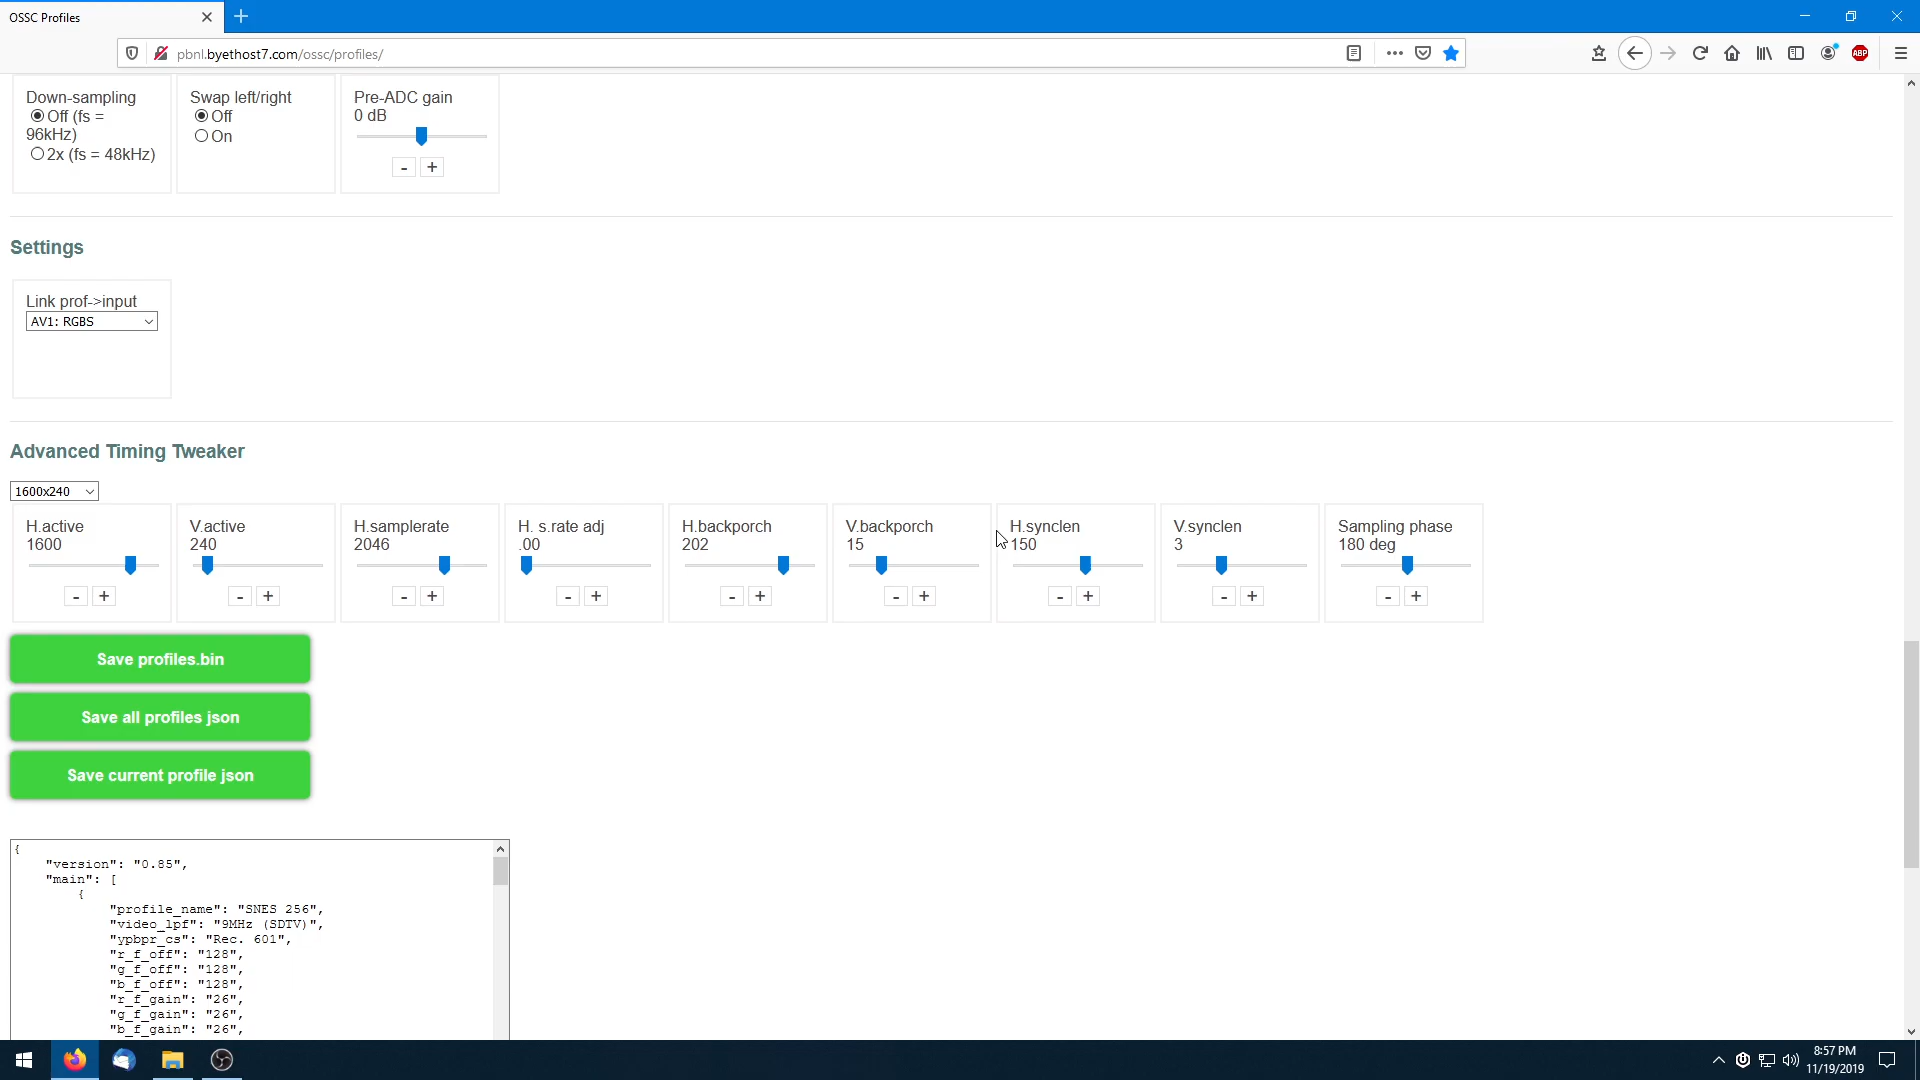 OSSC Profiles
pbnl.byethost7.com/ossc/profiles/
ABP
Down-sampling
Off (fs =
96kHz)
2x (fs = 48kHz)
Swap left/right
Off
On
Pre-ADC gain
0 dB
- +
Settings
Link prof->input
AV1: RGBS
Advanced Timing Tweaker
1600x240
H.active
1600
- +
V.active
240
- +
H.samplerate
2046
- +
H. s.rate adj
.00
- +
H.backporch
202
- +
V.backporch
15
- +
H.synclen
150
- +
V.synclen
3
- +
Sampling phase
180 deg
- +
Save profiles.bin
Save all profiles json
Save current profile json
{
"version": "0.85",
"main": [
{
"profile_name": "SNES 256",
"video_lpf": "9MHz (SDTV)",
"ypbpr_cs": "Rec. 601",
"r_f_off": "128",
"g_f_off": "128",
"b_f_off": "128",
"r_f_gain": "26",
"g_f_gain": "26",
"b_f_gain": "26",
8:57 PM
11/19/2019